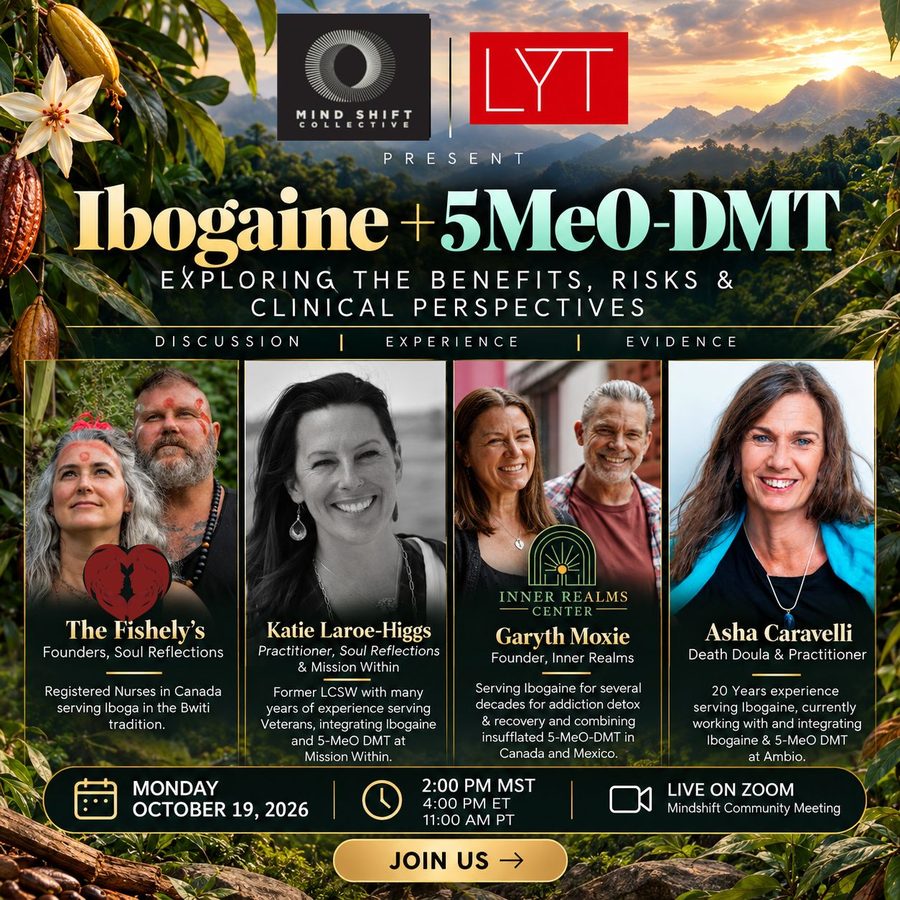 MIND SHIFT
COLLECTIVE
LYT
PRESENT
Ibogaine + 5MeO-DMT
EXPLORING THE BENEFITS, RISKS &
CLINICAL PERSPECTIVES
DISCUSSION | EXPERIENCE | EVIDENCE
The Fishely's
Founders, Soul Reflections
Registered Nurses in Canada
serving Iboga in the Bwiti
tradition.
Katie Laroe-Higgs
Practitioner, Soul Reflections
& Mission Within
Former LCSW with many
years of experience serving
Veterans, integrating Ibogaine
and 5-MeO DMT at
Mission Within.
INNER REALMS
CENTER
Garyth Moxie
Founder, Inner Realms
Serving Ibogaine for several
decades for addiction detox
& recovery and combining
insufflated 5-MeO-DMT in
Canada and Mexico.
Asha Caravelli
Death Doula & Practitioner
20 Years experience
serving Ibogaine, currently
working with and integrating
Ibogaine & 5-MeO DMT
at Ambio.
MONDAY
OCTOBER 19, 2026
2:00 PM MST
4:00 PM ET
11:00 AM PT
LIVE ON ZOOM
Mindshift Community Meeting
JOIN US →